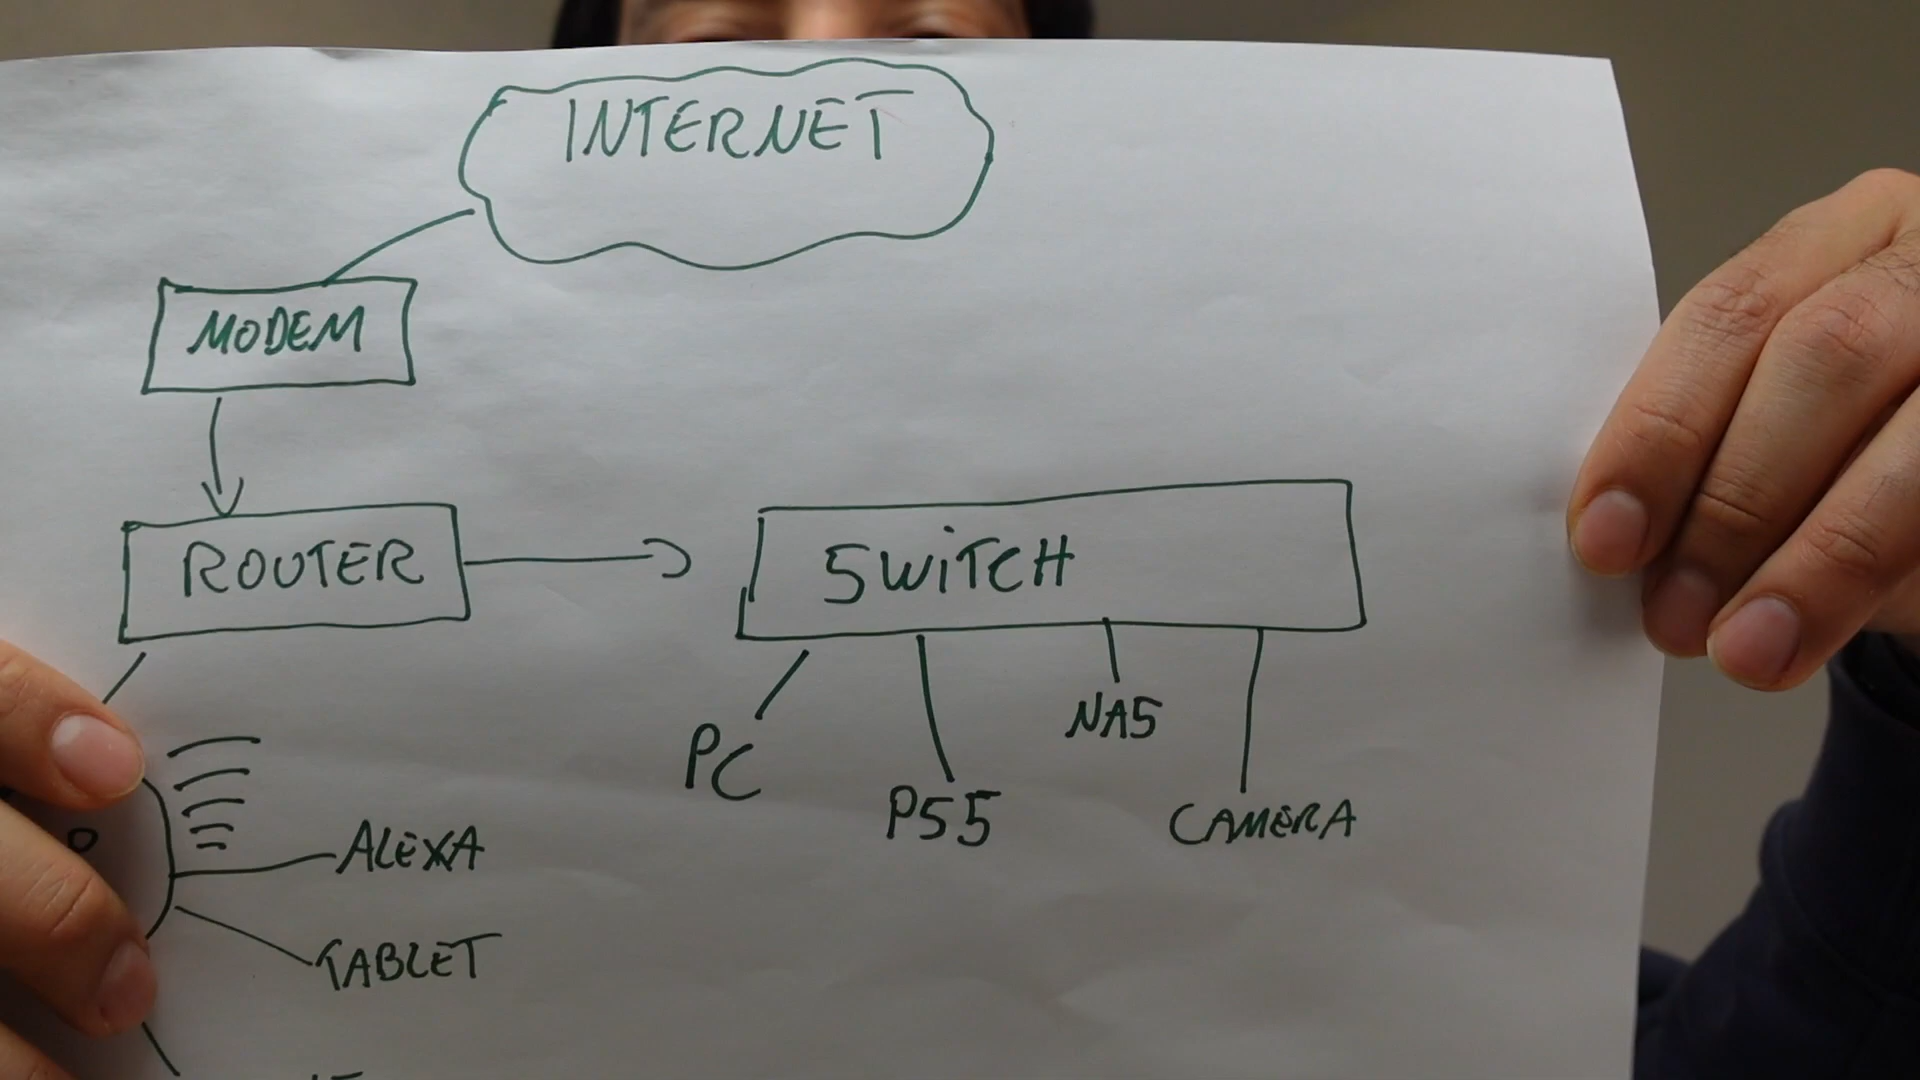 INTERNET
MODEM
ROUTER
SWiTCH
NAS
PC
PS5
CAMERA
ALEXA
TABLET